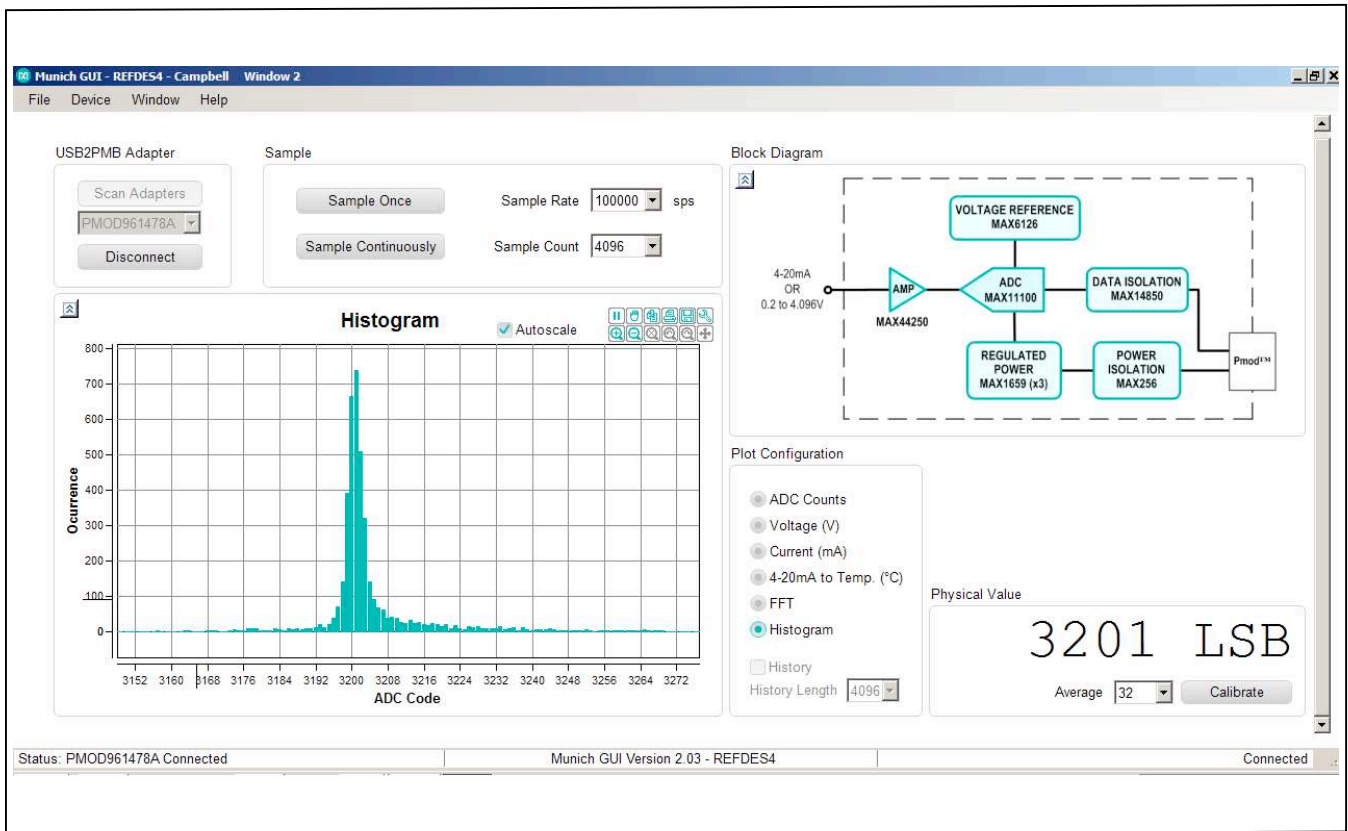 Munich GUI - REFDES4 - Campbell Window 2
File Device Window Help
USB2PMB Adapter
Scan Adapters
PMOD961478A
Disconnect
Sample
Sample Once
Sample Rate 100000 sps
Sample Continuously
Sample Count 4096
Histogram
Autoscale
Ocurrence
800
700
600
500
400
300
200
100
0
3152 3160 3168 3176 3184 3192 3200 3208 3216 3224 3232 3240 3248 3256 3264 3272
ADC Code
Block Diagram
4-20mA
OR
0.2 to 4.096V
AMP
MAX44250
VOLTAGE REFERENCE
MAX6126
ADC
MAX11100
DATA ISOLATION
MAX14850
REGULATED
POWER
MAX1659 (x3)
POWER
ISOLATION
MAX256
Pmod™
Plot Configuration
ADC Counts
Voltage (V)
Current (mA)
4-20mA to Temp. (°C)
FFT
Histogram
History
History Length 4096
Physical Value
3201 LSB
Average 32 Calibrate
Status: PMOD961478A Connected
Munich GUI Version 2.03 - REFDES4
Connected